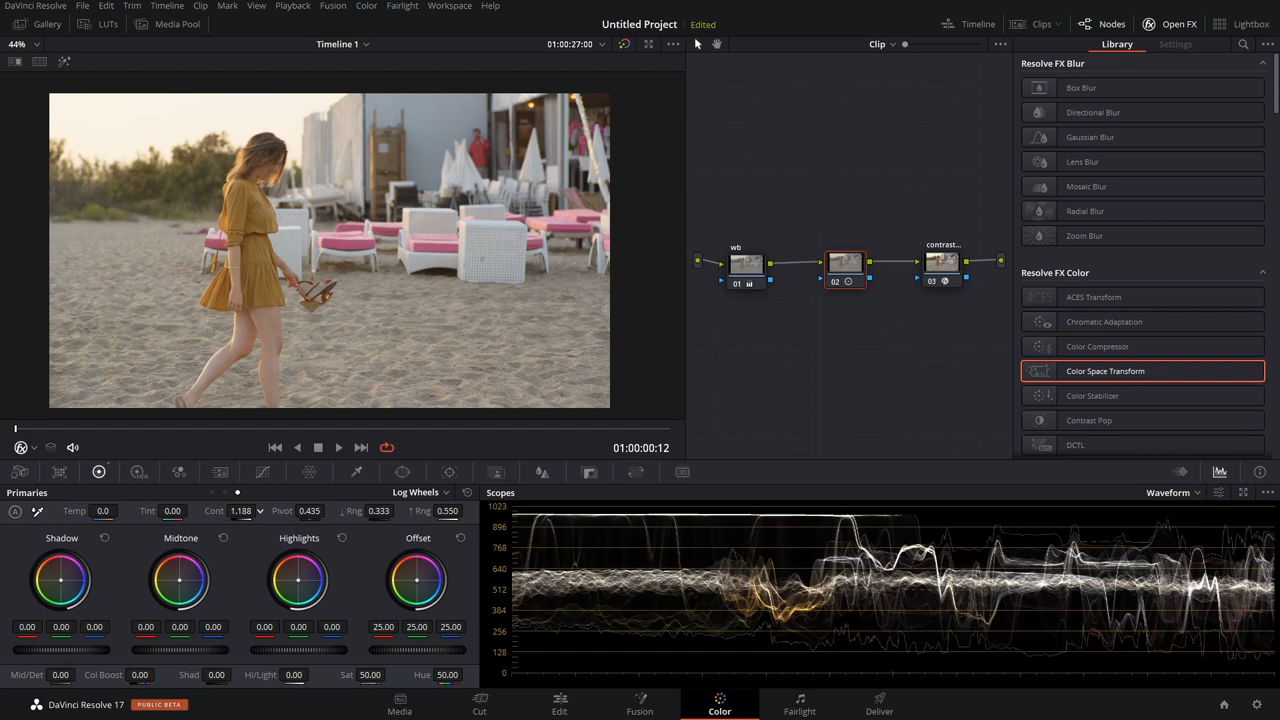 DaVinci Resolve File Edit Trim Timeline Clip Mark View Playback Fusion Color Fairlight Workspace Help
Gallery LUTs Media Pool Untitled Project Edited Timeline Clips Nodes Open FX Lightbox
44% Timeline 1 01:00:27:00 Clip Library Settings
Resolve FX Blur
Box Blur
Directional Blur
Gaussian Blur
Lens Blur
Mosaic Blur
Radial Blur
Zoom Blur
Resolve FX Color
ACES Transform
Chromatic Adaptation
Color Compressor
Color Space Transform
Color Stabilizer
Contrast Pop
DCTL
wb contrast...
01 02 03
01:00:00:12
Primaries Log Wheels Scopes Waveform
Temp 0.0 Tint 0.00 Cont 1.188 Pivot 0.435 ↓ Rng 0.333 ↑ Rng 0.550
Shadow Midtone Highlights Offset
0.00 0.00 0.00 0.00 0.00 0.00 0.00 0.00 0.00 25.00 25.00 25.00
Mid/Det 0.00 Col Boost 0.00 Shad 0.00 Hi/Light 0.00 Sat 50.00 Hue 50.00
1023
896
768
640
512
384
256
128
0
DaVinci Resolve 17 PUBLIC BETA Media Cut Edit Fusion Color Fairlight Deliver